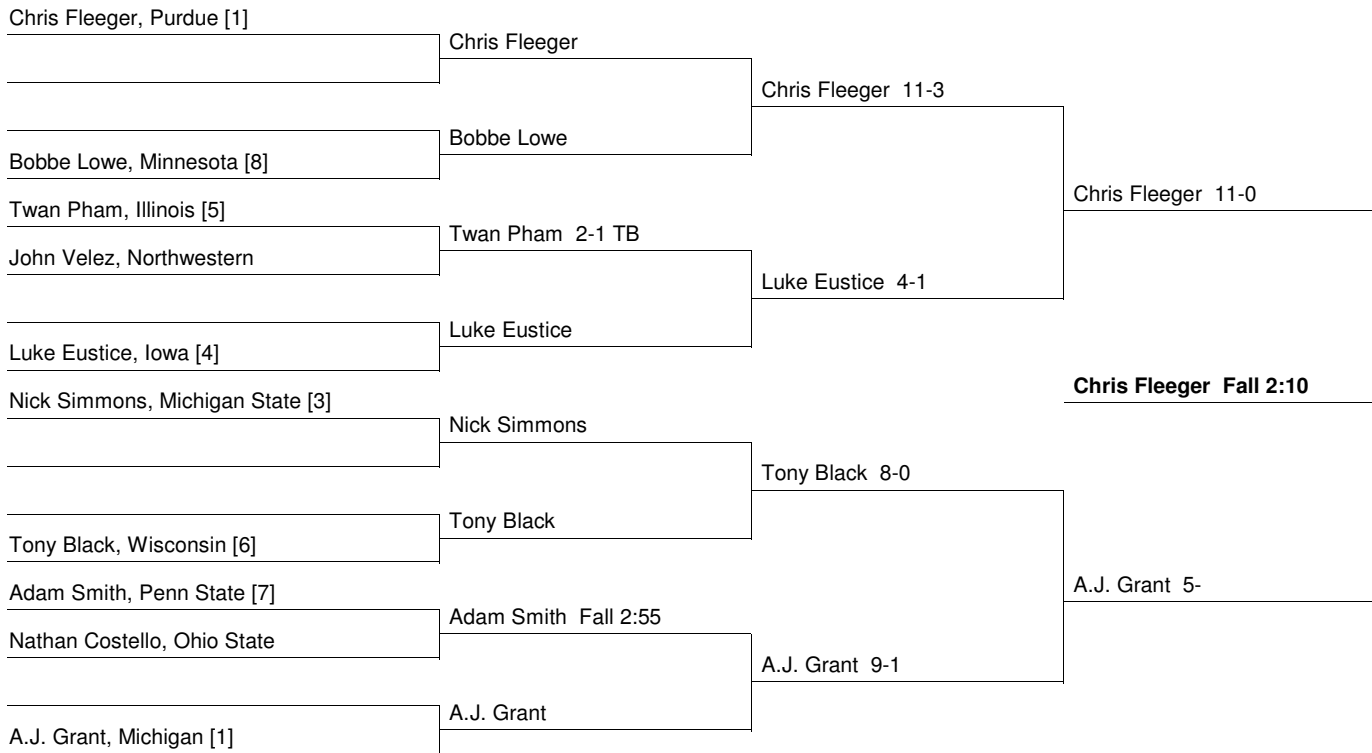 Chris Fleeger, Purdue [1]
Bobbe Lowe, Minnesota [8]
Twan Pham, Illinois [5]
John Velez, Northwestern
Luke Eustice, Iowa [4]
Nick Simmons, Michigan State [3]
Tony Black, Wisconsin [6]
Adam Smith, Penn State [7]
Nathan Costello, Ohio State
A.J. Grant, Michigan [1]
Chris Fleeger
Bobbe Lowe
Twan Pham 2-1 TB
Luke Eustice
Nick Simmons
Tony Black
Adam Smith Fall 2:55
A.J. Grant
Chris Fleeger 11-3
Luke Eustice 4-1
Tony Black 8-0
A.J. Grant 9-1
Chris Fleeger 11-0
A.J. Grant 5-
Chris Fleeger Fall 2:10